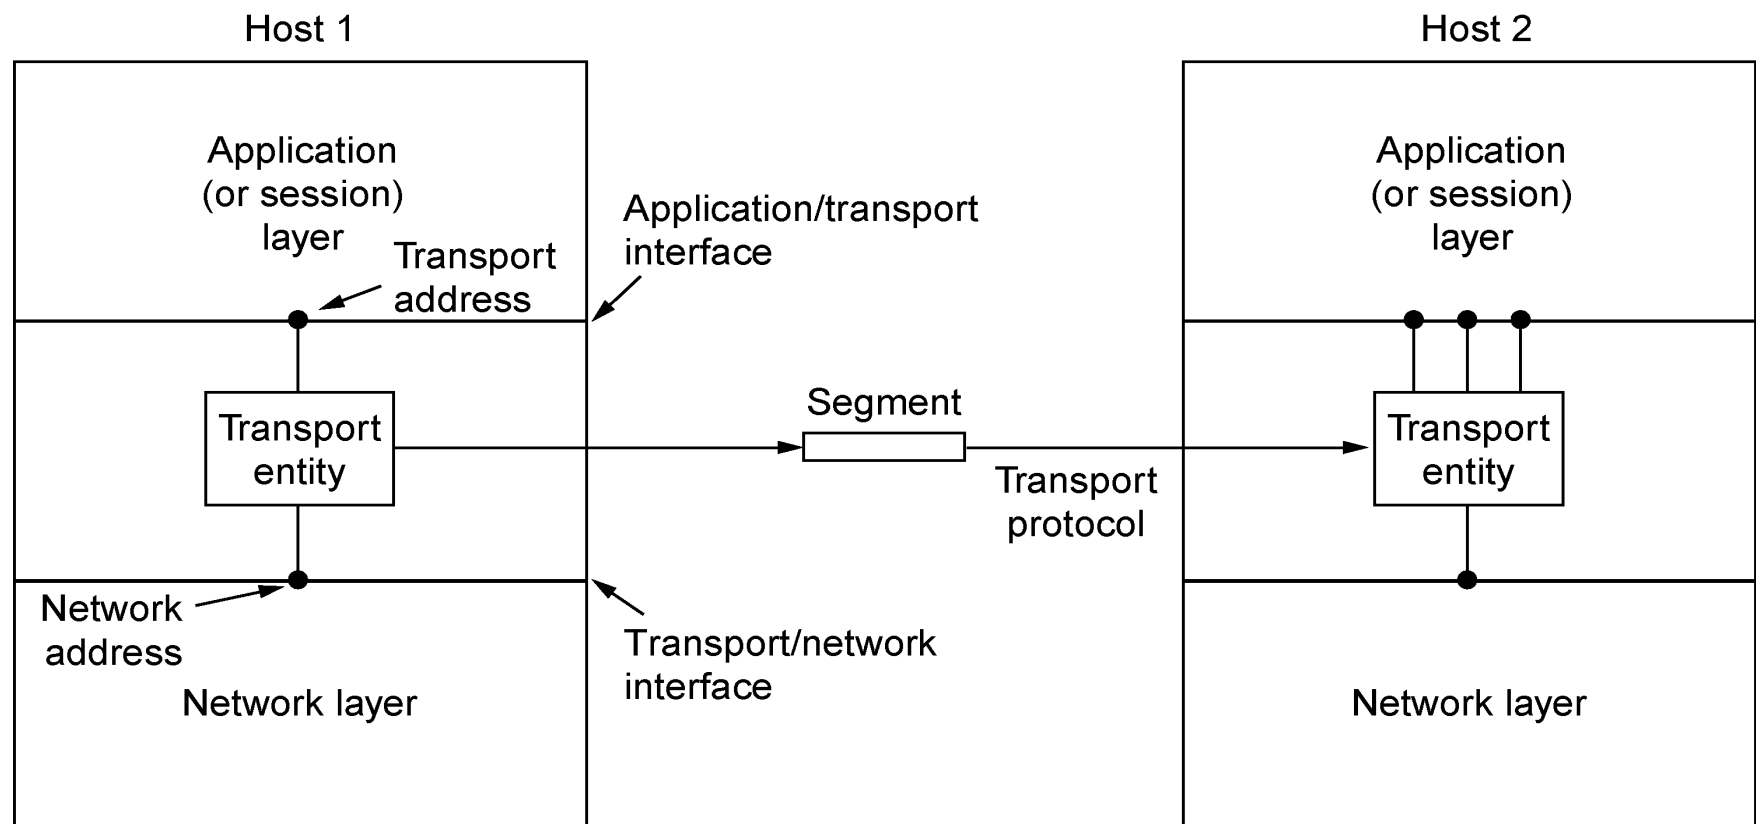 Host 1
Host 2
Application
(or session)
layer
Transport
address
Application/transport
interface
Application
(or session)
layer
Transport
entity
Segment
Transport
protocol
Transport
entity
Network
address
Network layer
Transport/network
interface
Network layer